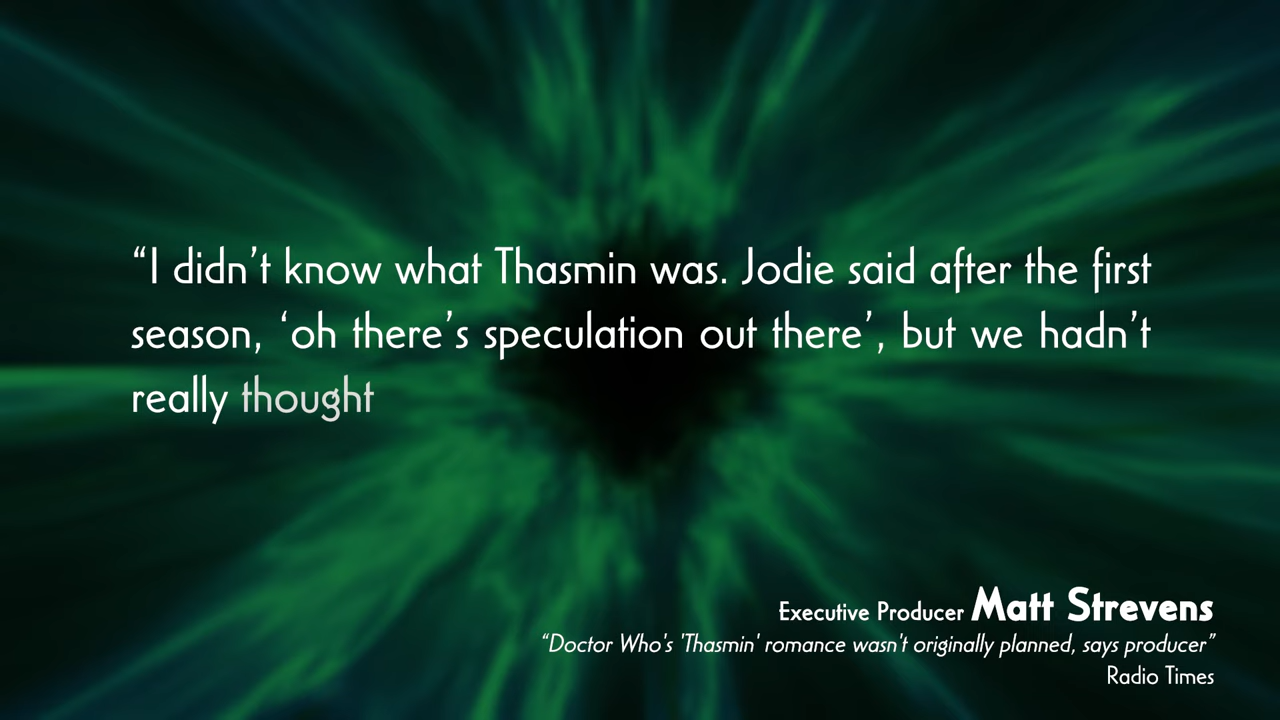 “I didn’t know what Thasmin was. Jodie said after the first
season, ‘oh there’s speculation out there’, but we hadn’t
really thought
Executive Producer Matt Strevens
“Doctor Who's 'Thasmin' romance wasn't originally planned, says producer”
Radio Times